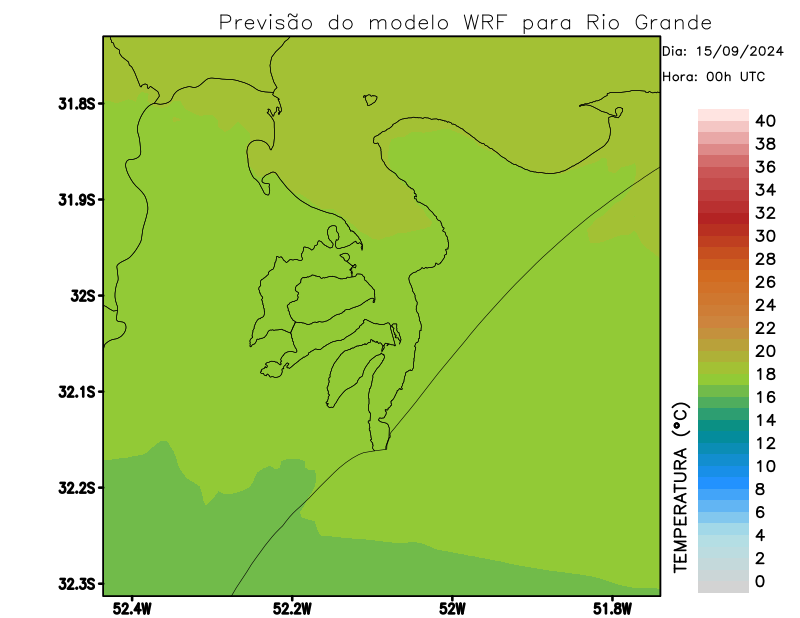 Previsão do modelo WRF para Rio Grande
Dia: 15/09/2024
Hora: 00h UTC
31.8S
31.9S
32S
32.1S
32.2S
32.3S
52.4W
52.2W
52W
51.8W
40
38
36
34
32
30
28
26
24
22
20
18
16
14
12
10
8
6
4
2
0
TEMPERATURA (°C)